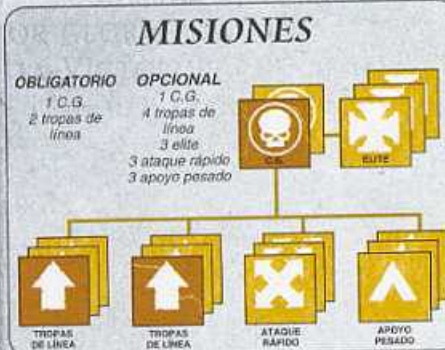 MISIONES
OBLIGATORIO
1 C.G.
2 tropas de
línea
OPCIONAL
1 C.G.
4 tropas de
línea
3 elite
3 ataque rápido
3 apoyo pesado
C.G.
ELITE
TROPAS
DE LÍNEA
TROPAS
DE LÍNEA
ATAQUE
RÁPIDO
APOYO
PESADO